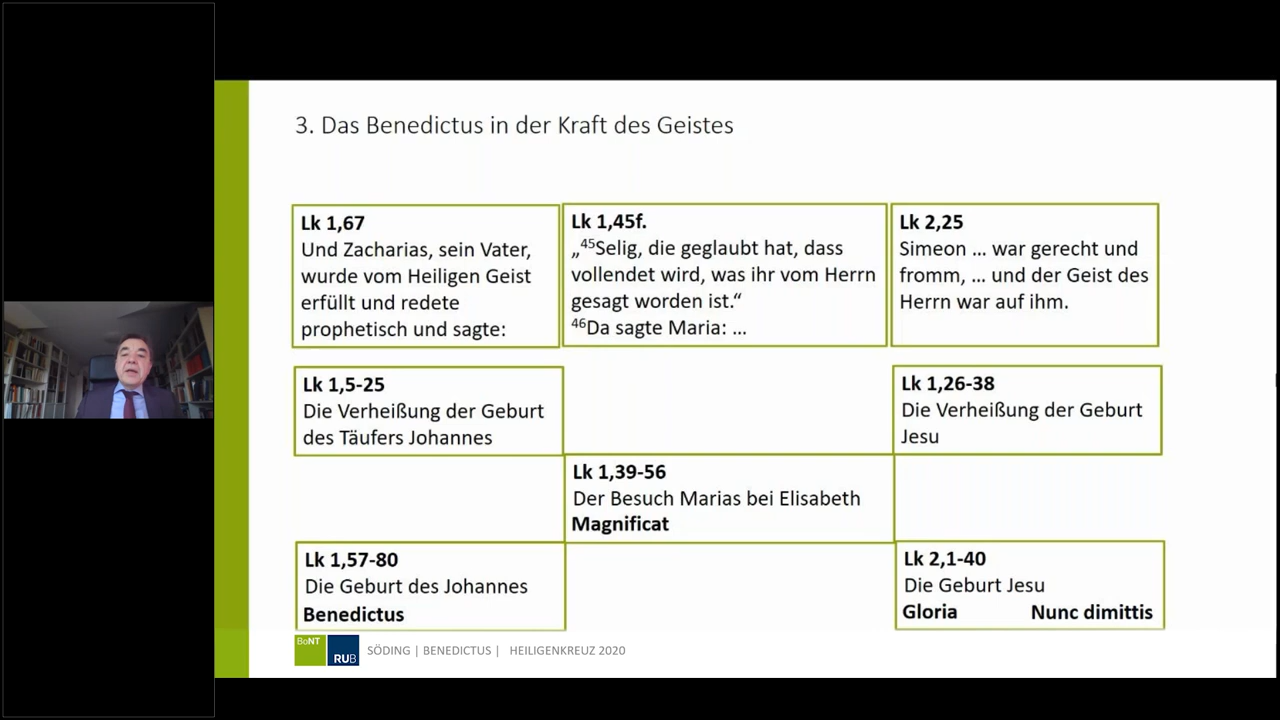 3. Das Benedictus in der Kraft des Geistes
Lk 1,67
Und Zacharias, sein Vater,
wurde vom Heiligen Geist
erfüllt und redete
prophetisch und sagte:
Lk 1,45f.
„⁴⁵Selig, die geglaubt hat, dass
vollendet wird, was ihr vom Herrn
gesagt worden ist.“
⁴⁶Da sagte Maria: ...
Lk 2,25
Simeon ... war gerecht und
fromm, ... und der Geist des
Herrn war auf ihm.
Lk 1,5-25
Die Verheißung der Geburt
des Täufers Johannes
Lk 1,26-38
Die Verheißung der Geburt
Jesu
Lk 1,39-56
Der Besuch Marias bei Elisabeth
Magnificat
Lk 1,57-80
Die Geburt des Johannes
Benedictus
Lk 2,1-40
Die Geburt Jesu
Gloria Nunc dimittis
BoNT
RUB
SÖDING | BENEDICTUS | HEILIGENKREUZ 2020